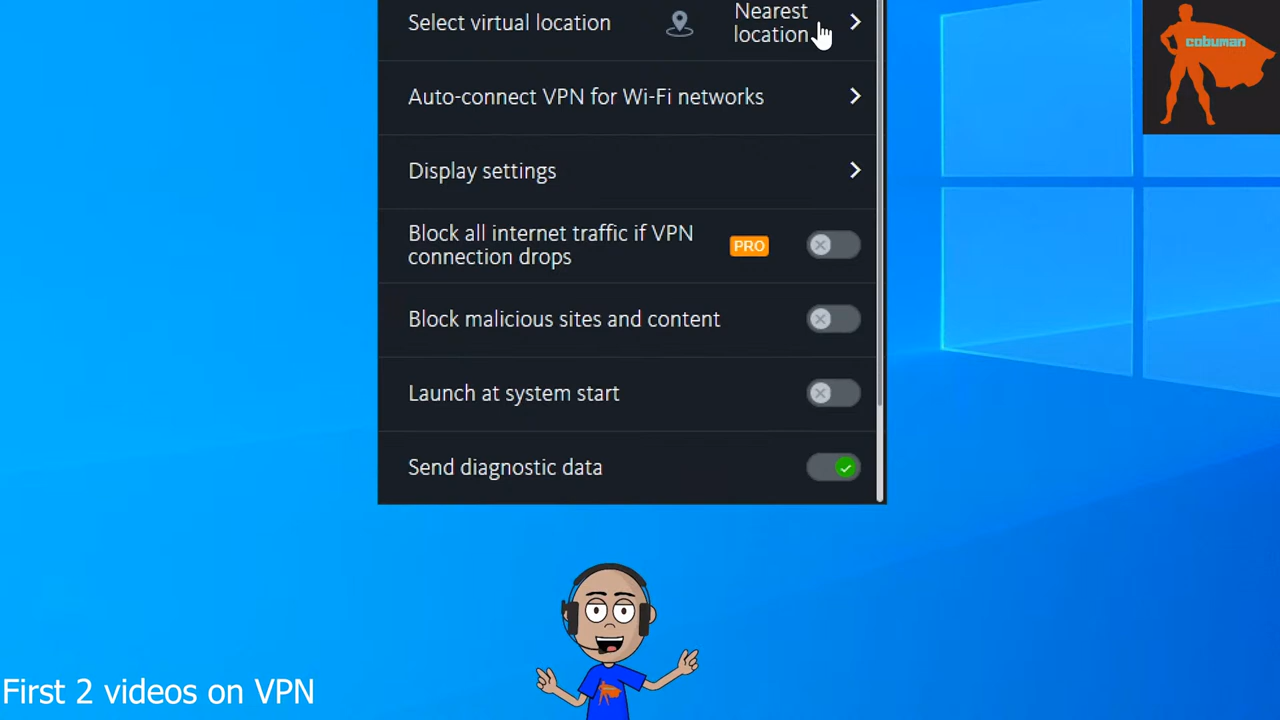 Select virtual location
Nearest
location
cobuman
Auto-connect VPN for Wi-Fi networks
Display settings
Block all internet traffic if VPN
connection drops
PRO
Block malicious sites and content
Launch at system start
Send diagnostic data
First 2 videos on VPN